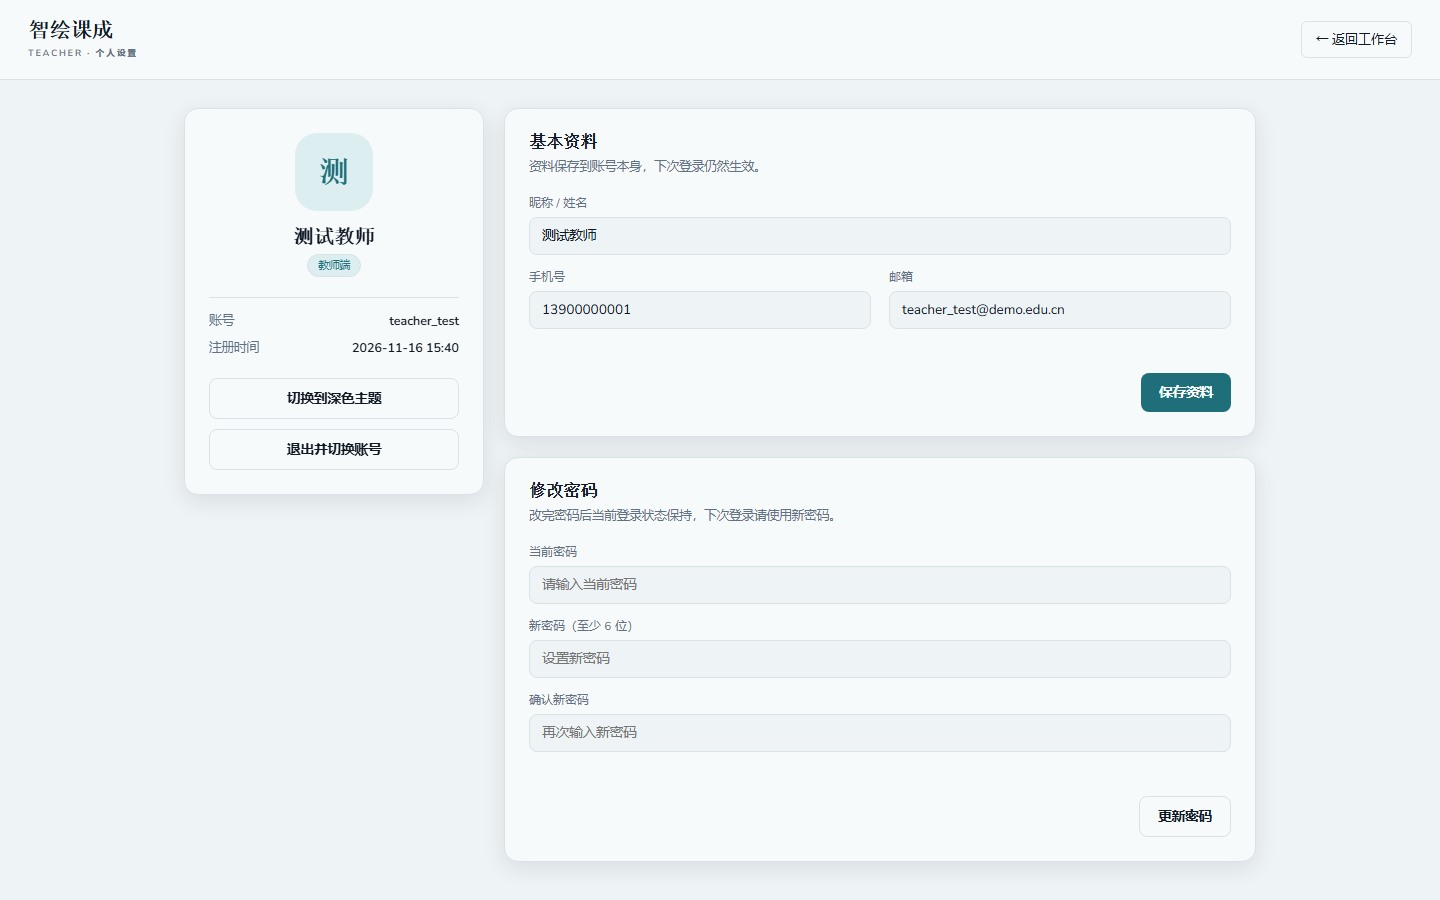 智绘课成
TEACHER · 个人设置
← 返回工作台
测
测试教师
教师端
账号 teacher_test
注册时间 2026-11-16 15:40
切换到深色主题
退出并切换账号
基本资料
资料保存到账号本身，下次登录仍然生效。
昵称 / 姓名
测试教师
手机号 邮箱
13900000001 teacher_test@demo.edu.cn
保存资料
修改密码
改完密码后当前登录状态保持，下次登录请使用新密码。
当前密码
请输入当前密码
新密码（至少 6 位）
设置新密码
确认新密码
再次输入新密码
更新密码